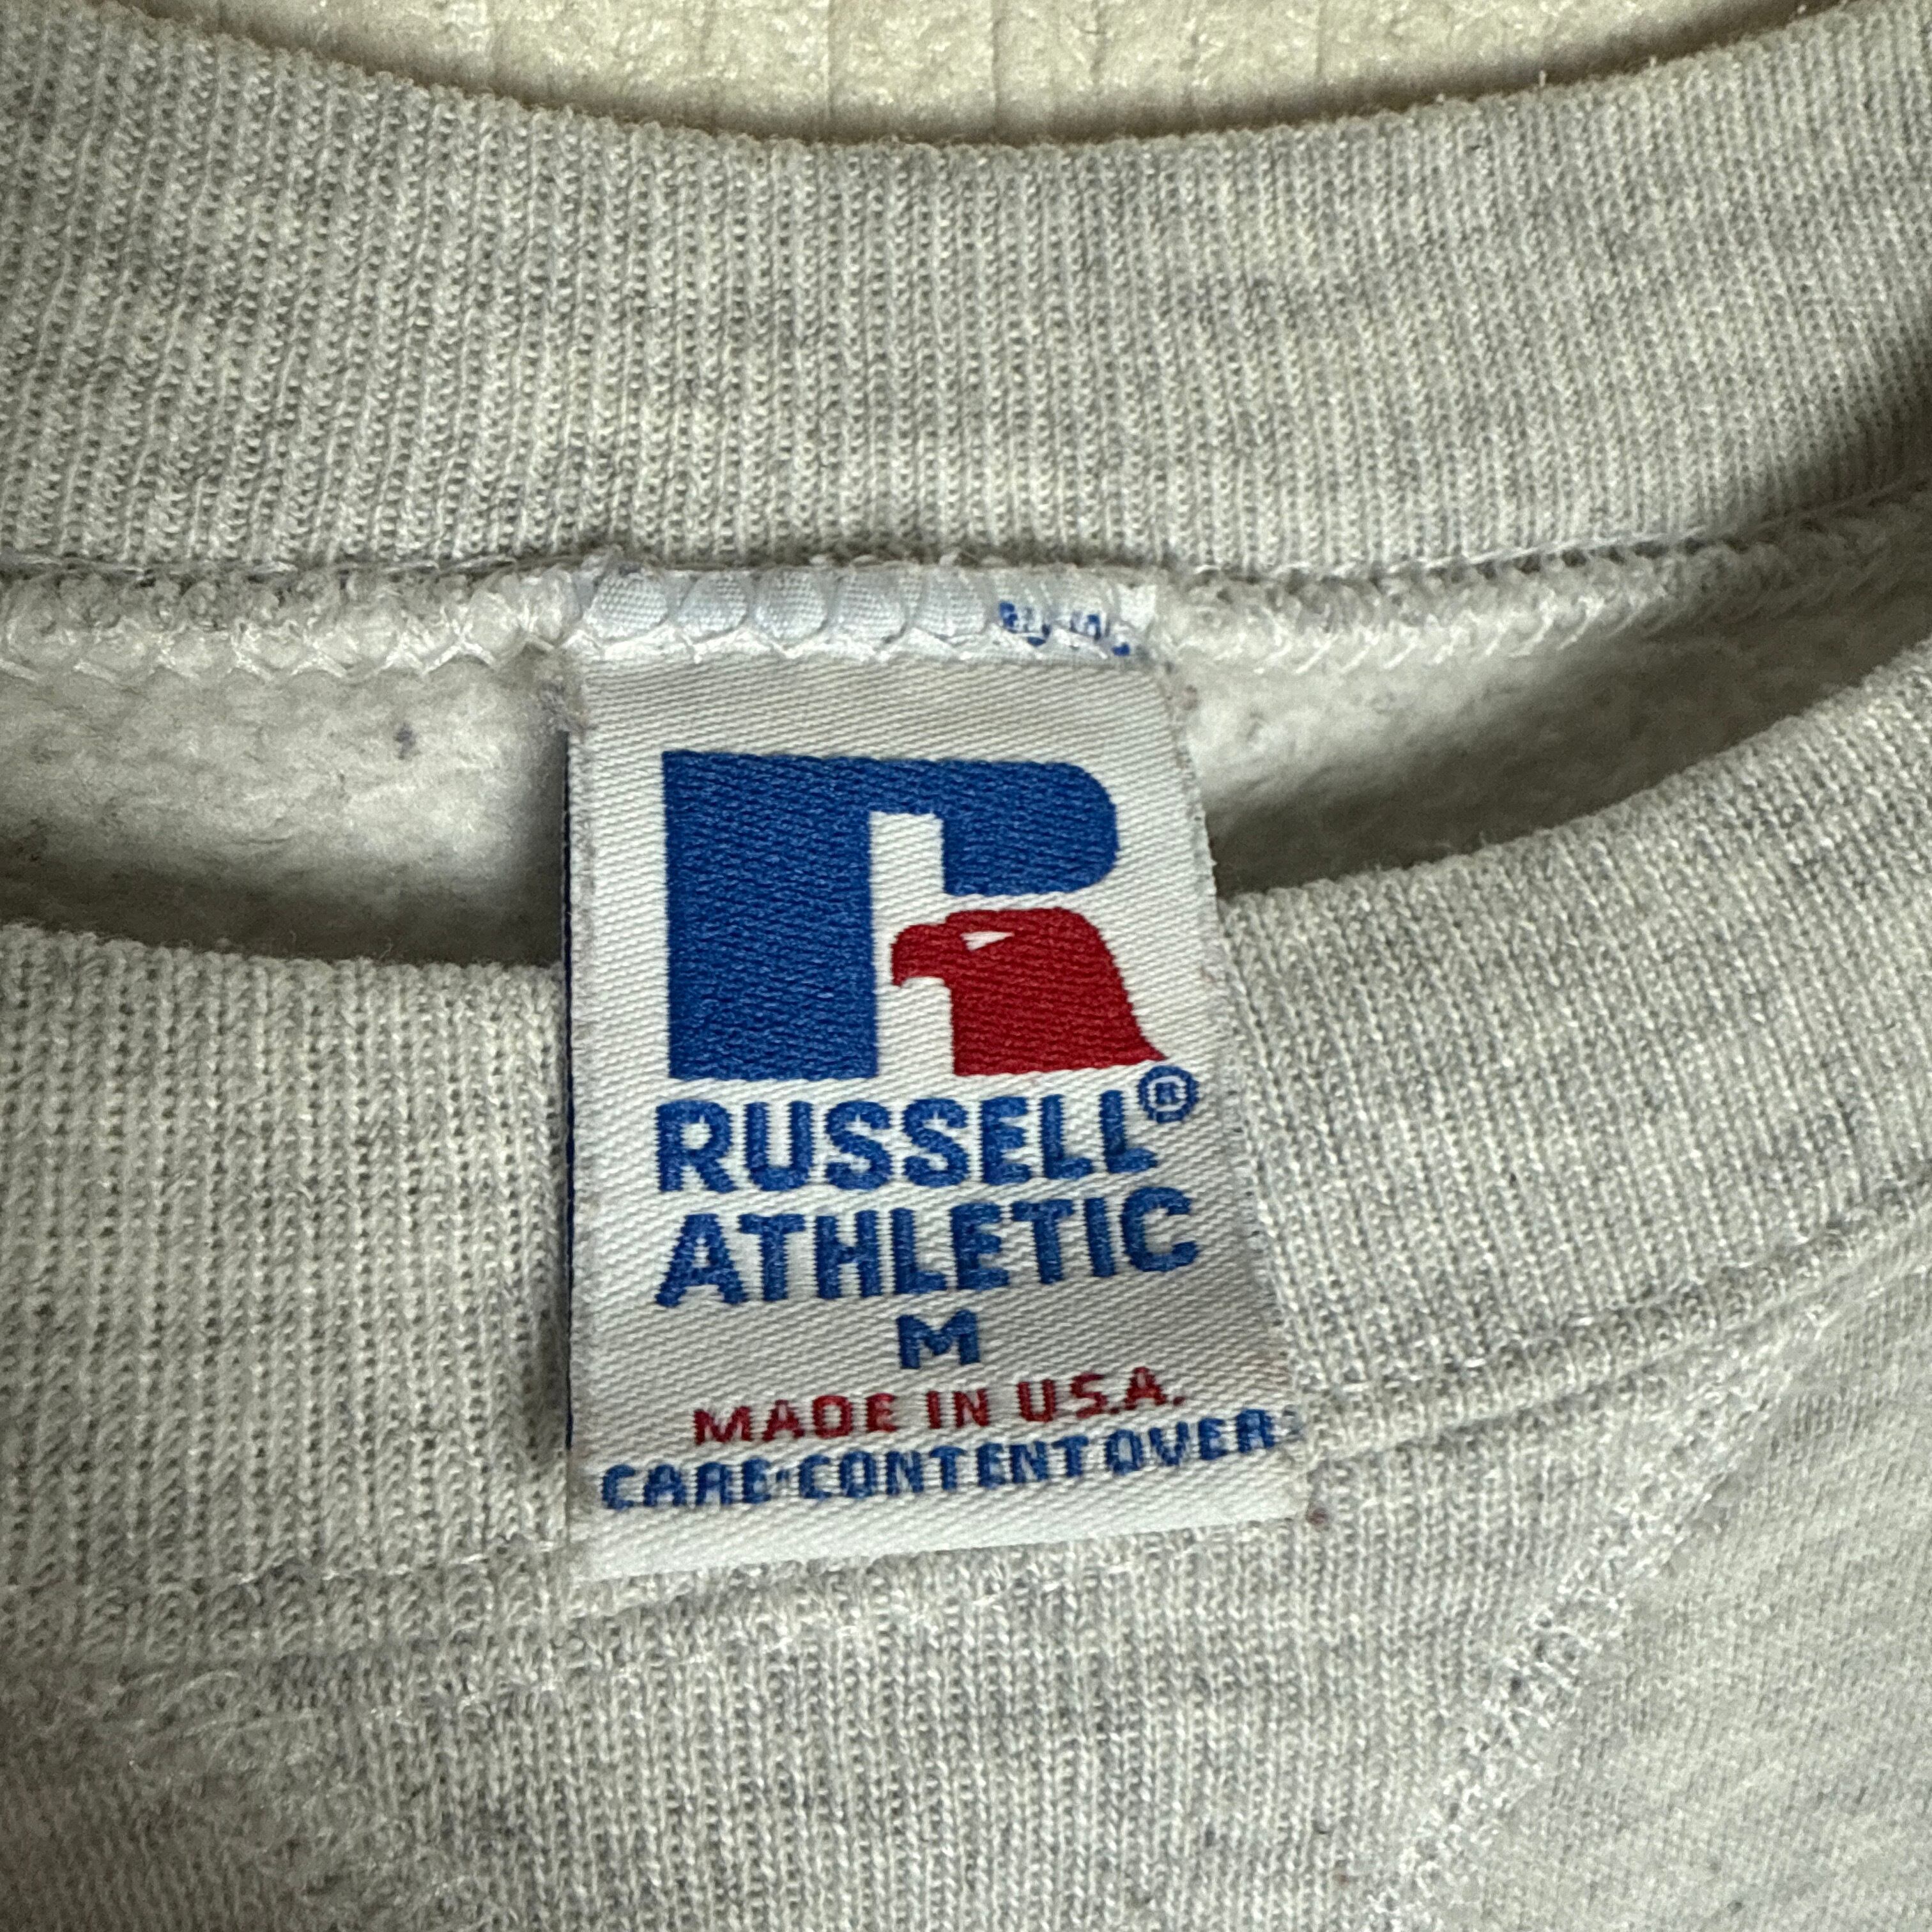 RUSSELL®
ATHLETIC
M
MADE IN U.S.A.
CARE·CONTENT OVER